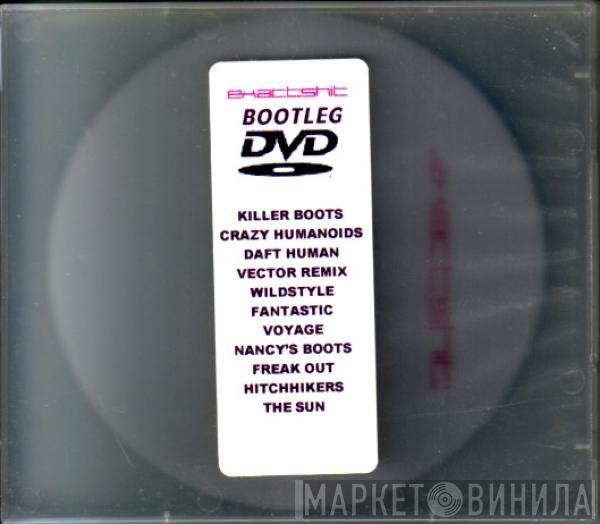 exactshit
BOOTLEG
DVD
KILLER BOOTS
CRAZY HUMANOIDS
DAFT HUMAN
VECTOR REMIX
WILDSTYLE
FANTASTIC
VOYAGE
NANCY'S BOOTS
FREAK OUT
HITCHHIKERS
THE SUN
exactshit
МАРКЕТ ВИНИЛА